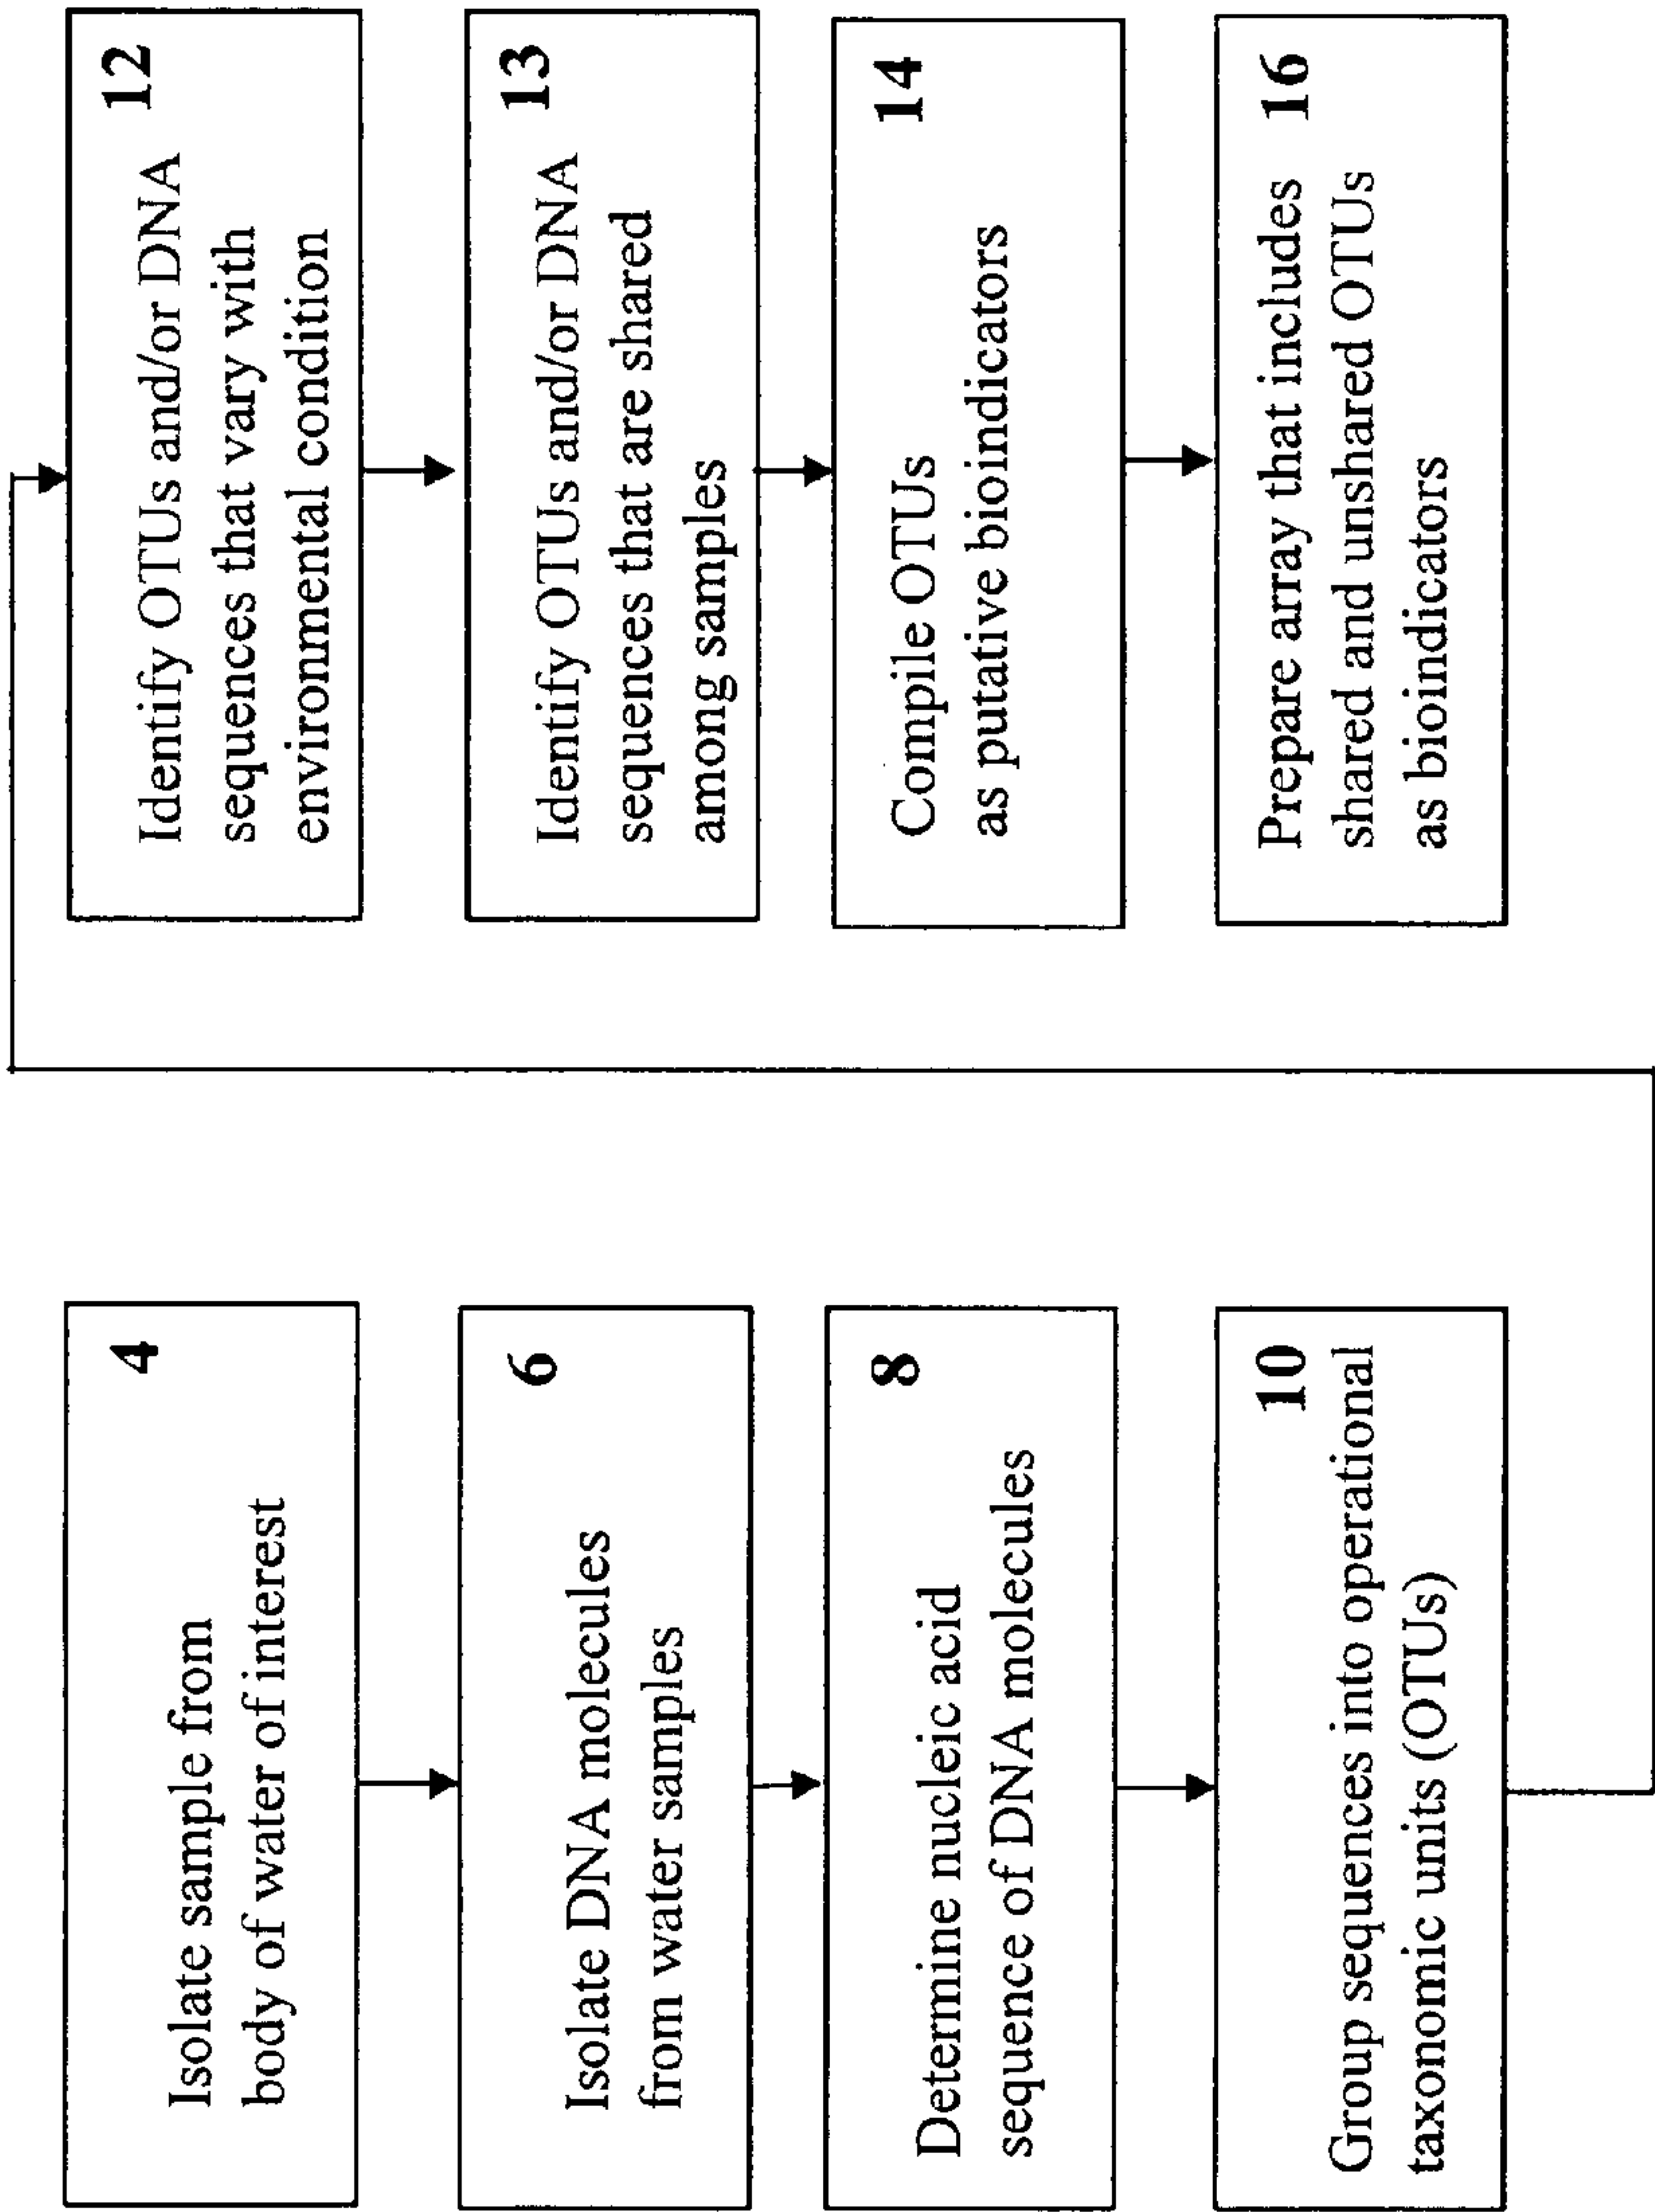 4
Isolate sample from
body of water of interest
6
Isolate DNA molecules
from water samples
8
Determine nucleic acid
sequence of DNA molecules
10
Group sequences into operational
taxonomic units (OTUs)
12
Identify OTUs and/or DNA
sequences that vary with
environmental condition
13
Identify OTUs and/or DNA
sequences that are shared
among samples
14
Compile OTUs
as putative bioindicators
Prepare array that includes 16
shared and unshared OTUs
as bioindicators